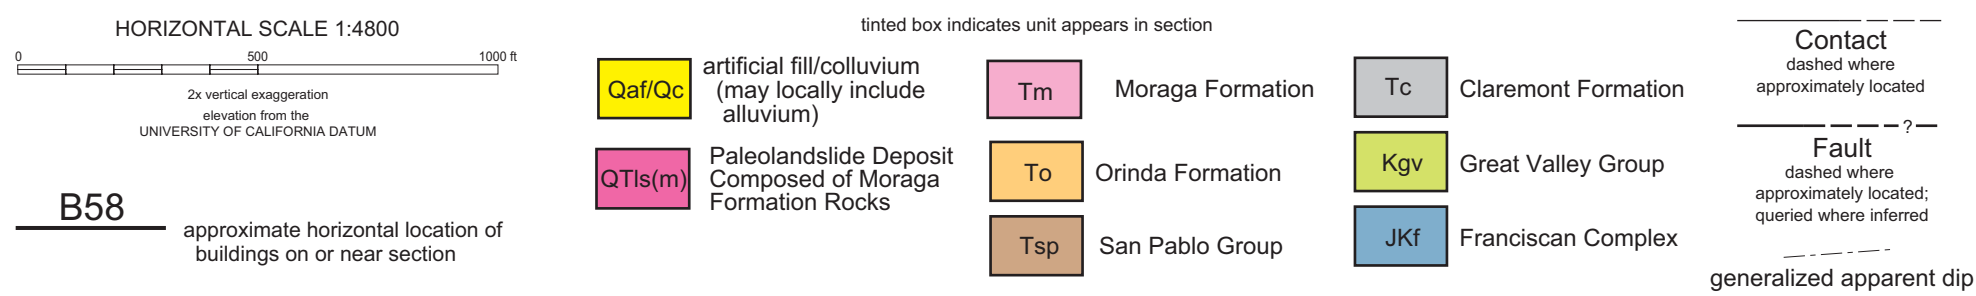 HORIZONTAL SCALE 1:4800
0 500 1000 ft
2x vertical exaggeration
elevation from the
UNIVERSITY OF CALIFORNIA DATUM
B58
approximate horizontal location of
buildings on or near section
tinted box indicates unit appears in section
Qaf/Qc
artificial fill/colluvium
(may locally include
alluvium)
QTls(m)
Paleolandslide Deposit
Composed of Moraga
Formation Rocks
Tm
Moraga Formation
To
Orinda Formation
Tsp
San Pablo Group
Tc
Claremont Formation
Kgv
Great Valley Group
JKf
Franciscan Complex
Contact
dashed where
approximately located
?
Fault
dashed where
approximately located;
queried where inferred
generalized apparent dip